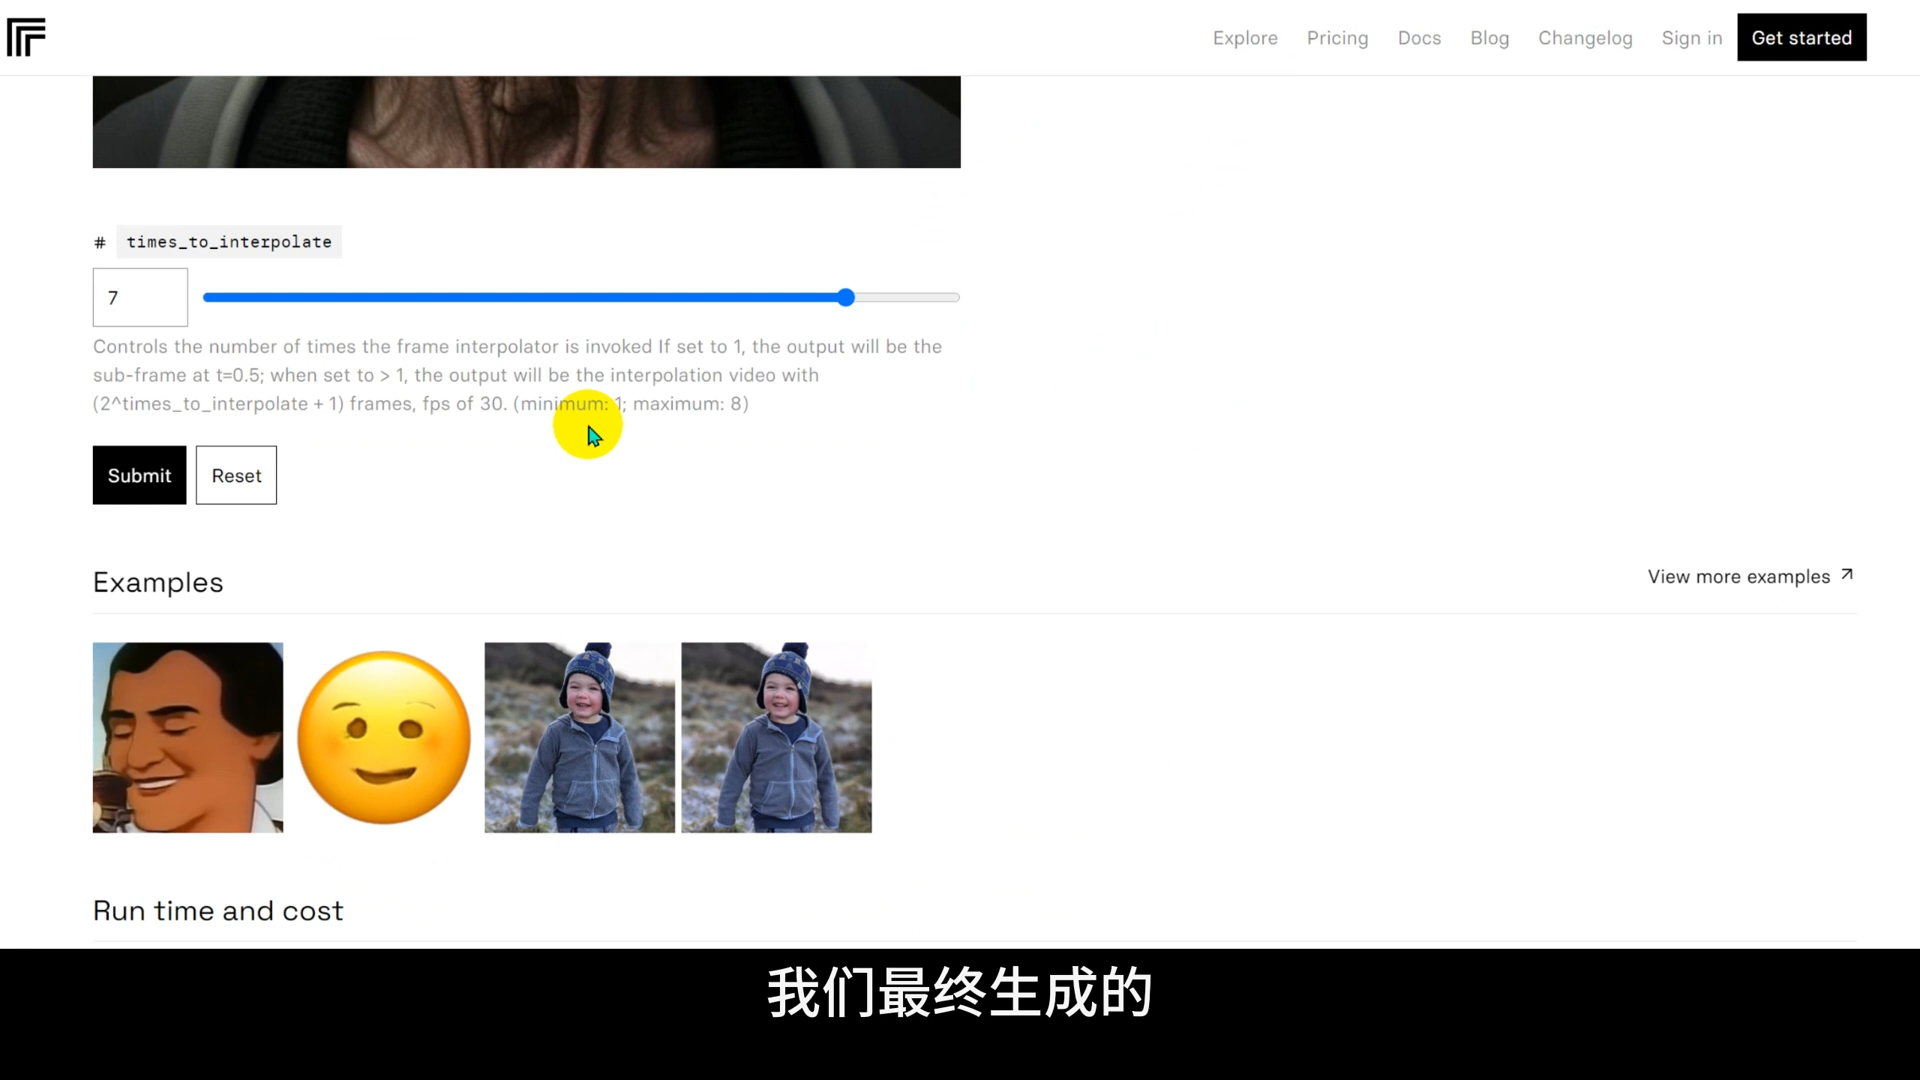 Explore Pricing Docs Blog Changelog Sign in Get started
# times_to_interpolate
7
Controls the number of times the frame interpolator is invoked If set to 1, the output will be the
sub-frame at t=0.5; when set to > 1, the output will be the interpolation video with
(2^times_to_interpolate + 1) frames, fps of 30. (minimum: 1; maximum: 8)
Submit Reset
Examples
View more examples
Run time and cost
我们最终生成的